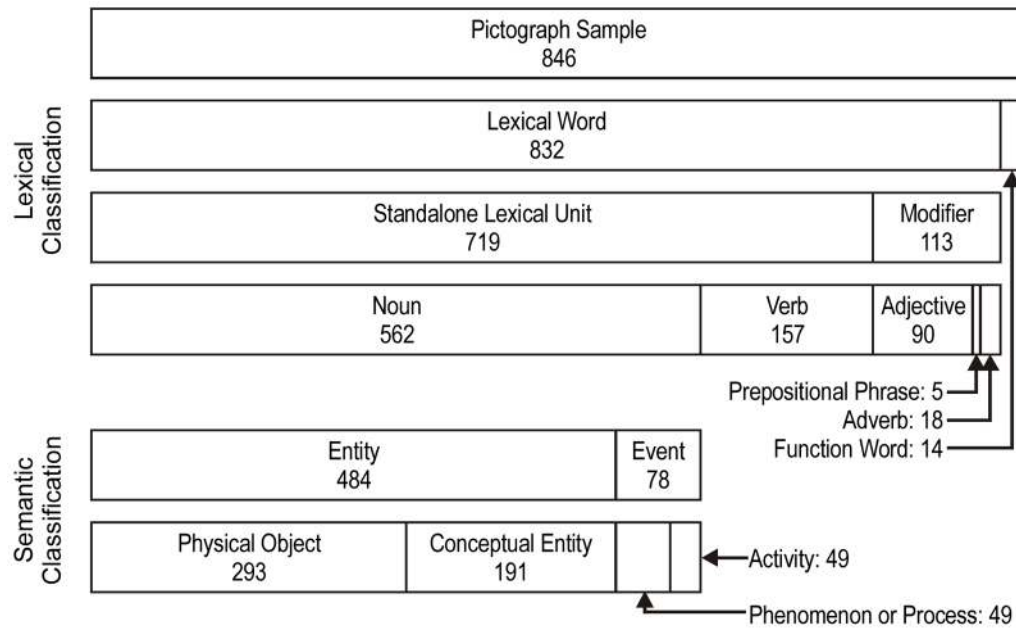 Pictograph Sample
846
Lexical
Classification
Lexical Word
832
Standalone Lexical Unit
719
Modifier
113
Noun
562
Verb
157
Adjective
90
Prepositional Phrase: 5
Adverb: 18
Function Word: 14
Semantic
Classification
Entity
484
Event
78
Physical Object
293
Conceptual Entity
191
Activity: 49
Phenomenon or Process: 49